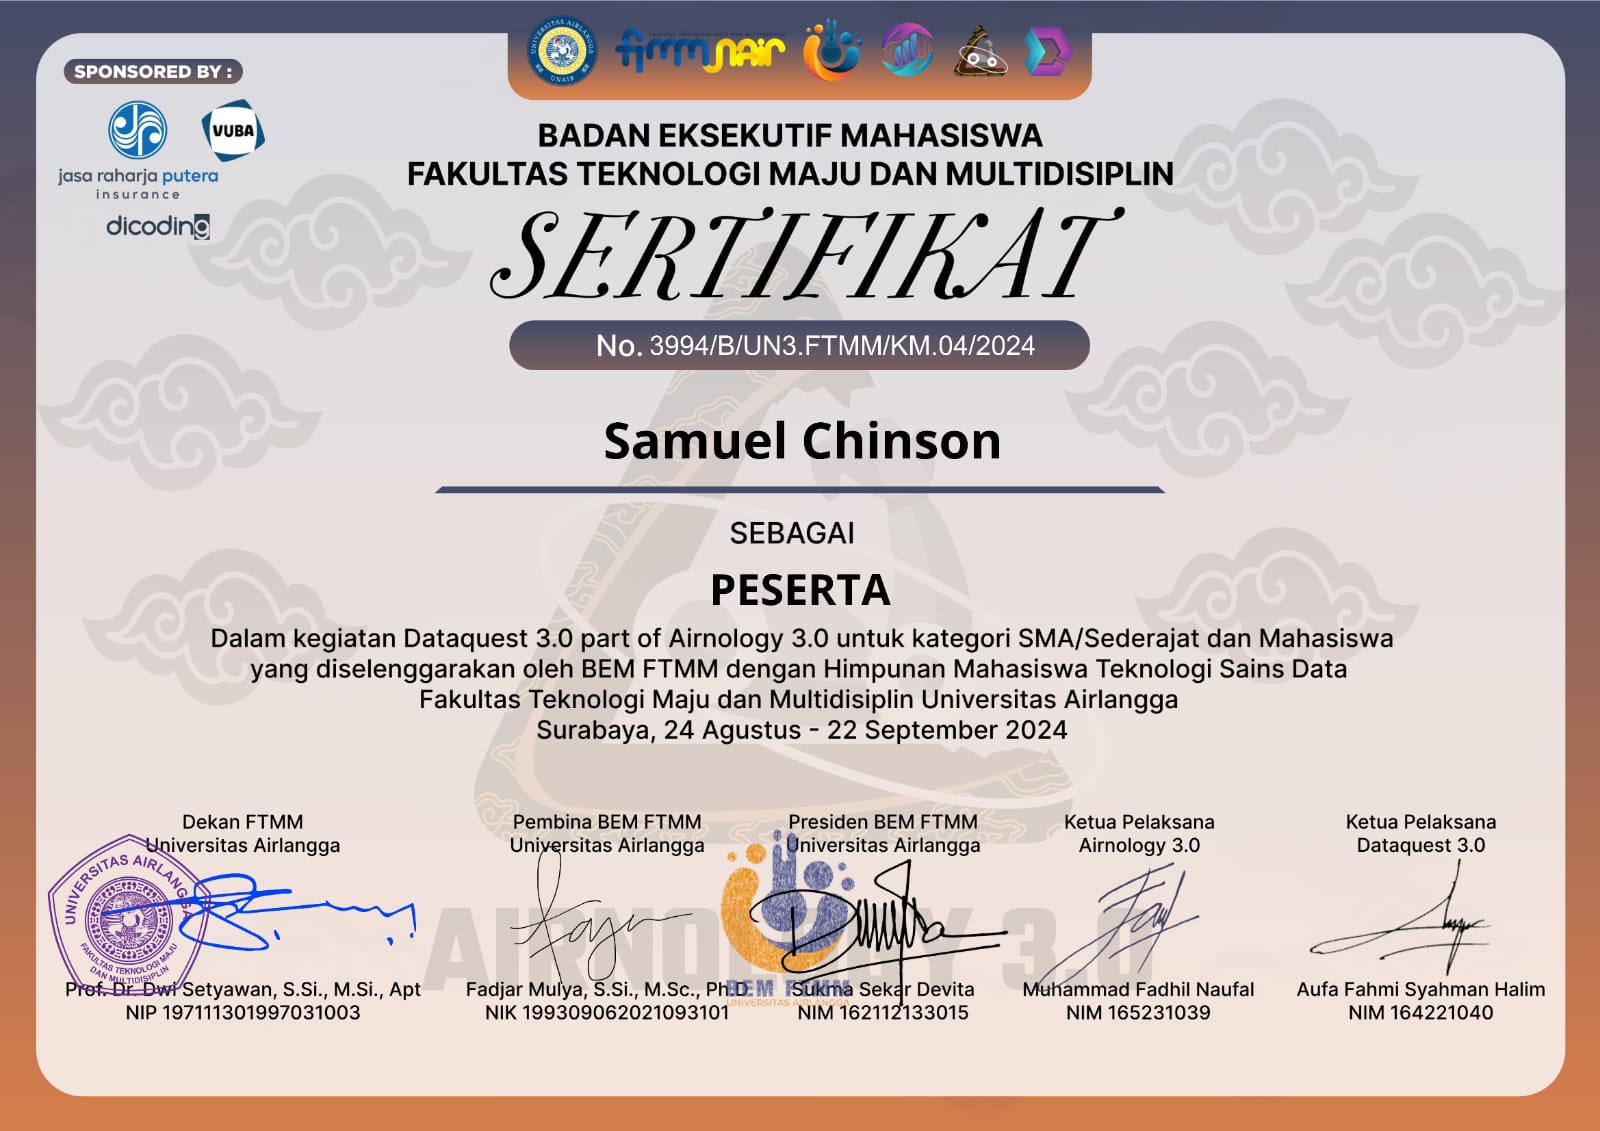 UNIVERSITAS AIRLANGGA
UNAIR
SPONSORED BY :
VUBA
jasa raharja putera
insurance
dicoding
BADAN EKSEKUTIF MAHASISWA
FAKULTAS TEKNOLOGI MAJU DAN MULTIDISIPLIN
SERTIFIKAT
No. 3994/B/UN3.FTMM/KM.04/2024
Samuel Chinson
SEBAGAI
PESERTA
Dalam kegiatan Dataquest 3.0 part of Airnology 3.0 untuk kategori SMA/Sederajat dan Mahasiswa
yang diselenggarakan oleh BEM FTMM dengan Himpunan Mahasiswa Teknologi Sains Data
Fakultas Teknologi Maju dan Multidisiplin Universitas Airlangga
Surabaya, 24 Agustus - 22 September 2024
Dekan FTMM
Universitas Airlangga
UNIVERSITAS AIRLANGGA
FAKULTAS TEKNOLOGI MAJU
DAN MULTIDISIPLIN
Prof. Dr. Dwi Setyawan, S.Si., M.Si., Apt
NIP 197111301997031003
Pembina BEM FTMM
Universitas Airlangga
Fadjar Mulya, S.Si., M.Sc., Ph.D
NIK 199309062021093101
Presiden BEM FTMM
Universitas Airlangga
BEM FTMM
UNIVERSITAS AIRLANGGA
Sukma Sekar Devita
NIM 162112133015
Ketua Pelaksana
Airnology 3.0
Muhammad Fadhil Naufal
NIM 165231039
Ketua Pelaksana
Dataquest 3.0
Aufa Fahmi Syahman Halim
NIM 164221040
AIRNOLOGY 3.0